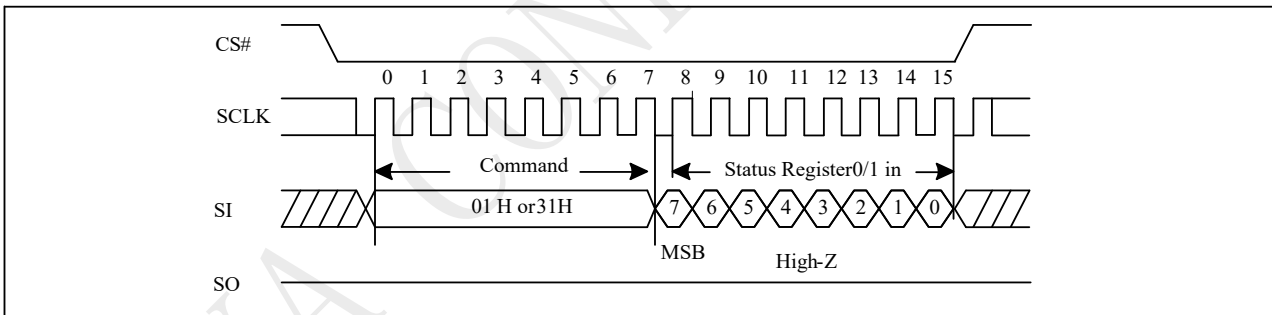 CS#
0 1 2 3 4 5 6 7 8 9 10 11 12 13 14 15
SCLK
Command
Status Register0/1 in
SI
01 H or31H
7 6 5 4 3 2 1 0
MSB
High-Z
SO